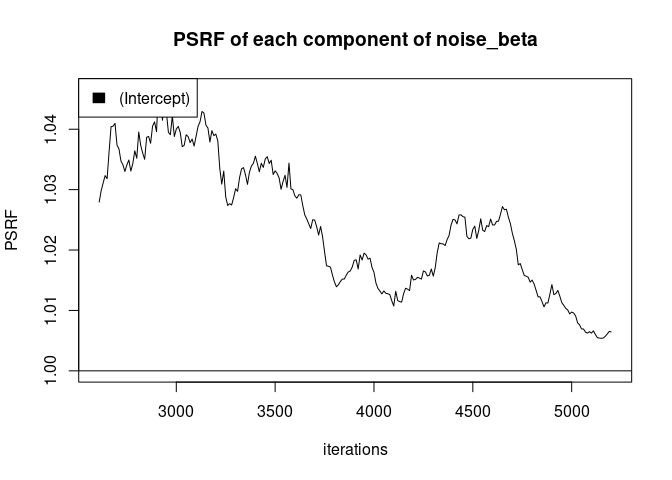 PSRF of each component of noise_beta
(Intercept)
PSRF
1.04
1.03
1.02
1.01
1.00
3000 3500 4000 4500 5000
iterations